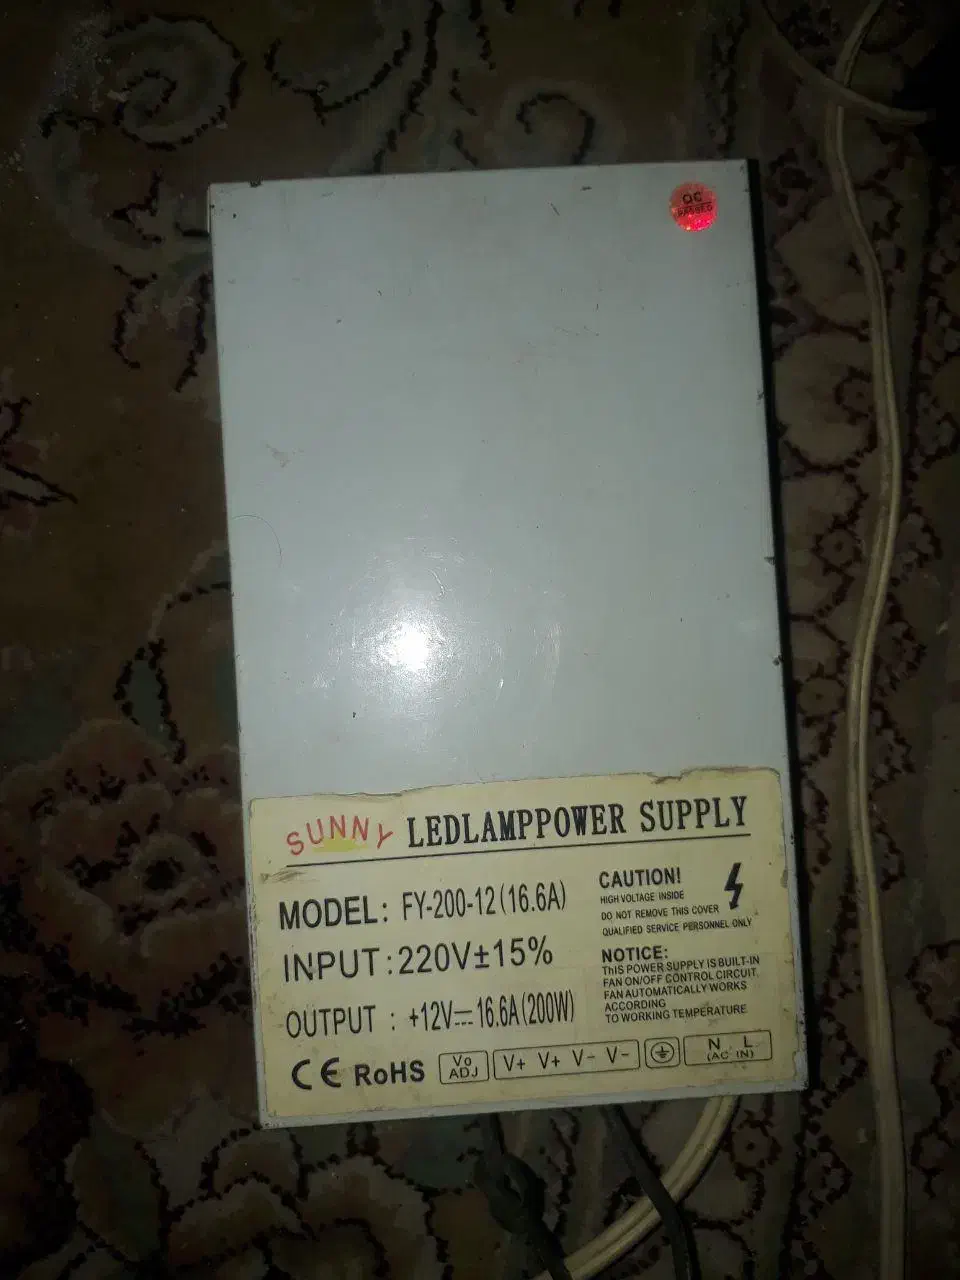 QC
PASSED
SUNNY LEDLAMPPOWER SUPPLY
MODEL: FY-200-12(16.6A)
INPUT:220V±15%
OUTPUT : +12V⎓16.6A(200W)
CAUTION!
HIGH VOLTAGE INSIDE
DO NOT REMOVE THIS COVER
QUALIFIED SERVICE PERSONNEL ONLY
NOTICE:
THIS POWER SUPPLY IS BUILT-IN
FAN ON/OFF CONTROL CIRCUIT.
FAN AUTOMATICALLY WORKS
ACCORDING
TO WORKING TEMPERATURE
CE RoHS
Vo
ADJ
V+ V+ V- V-
N L
(AC IN)